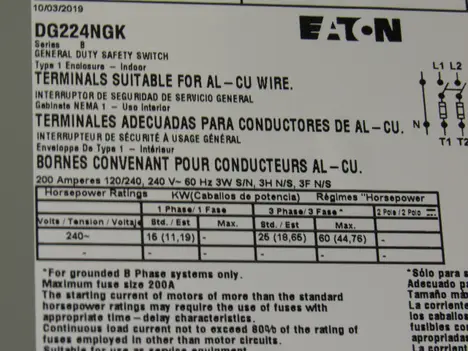 10/03/2019
DG224NGK
EATON
Series B
GENERAL DUTY SAFETY SWITCH
Type 1 Enclosure – Indoor
TERMINALS SUITABLE FOR AL–CU WIRE.
INTERRUPTOR DE SEGURIDAD DE SERVICIO GENERAL
Gabinete NEMA 1 – Uso Interior
TERMINALES ADECUADAS PARA CONDUCTORES DE AL–CU.
INTERRUPTEUR DE SÉCURITÉ À USAGE GÉNÉRAL
Enveloppe De Type 1 – Intérieur
BORNES CONVENANT POUR CONDUCTEURS AL–CU.
L1 L2
N
T1 T2
200 Amperes 120/240, 240 V~ 60 Hz 3W S/N, 3H N/S, 3F N/S
Horsepower Ratings KW(Caballos de potencia) Régimes "Horsepower
1 Phase/1 Fase 3 Phase/3 Fase* 2 Pole/2 Polo
Volts/Tension/Voltaje Std./Est Max. Std./Est Max.
240~ 15 (11,19) - 25 (18,65) 60 (44,76) -
- - - - - -
*For grounded B Phase systems only.
Maximum fuse size 200A
The starting current of motors of more than the standard
horsepower ratings may require the use of fuses with
appropriate time–delay characteristics.
Continuous load current not to exceed 80% of the rating of
fuses employed in other than motor circuits.
Suitable for use as service equipment
*Sólo para s
Adecuado pa
Tamaño má
La corriente
los caballos
fusibles co
La corrient